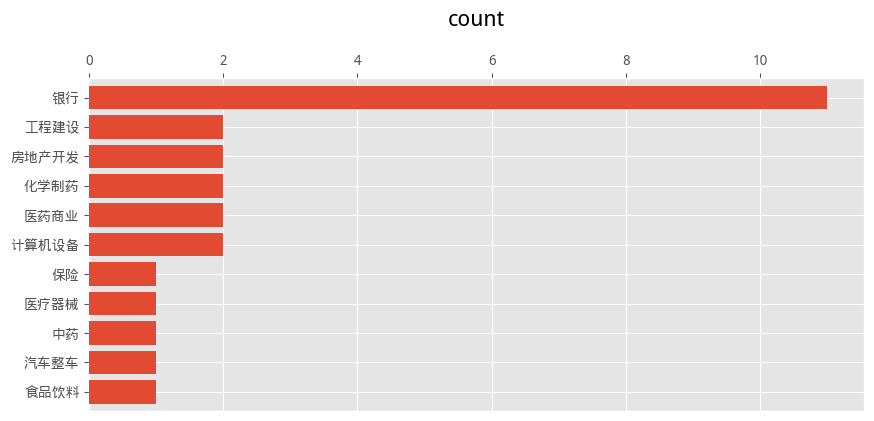 count
0 2 4 6 8 10
银行
工程建设
房地产开发
化学制药
医药商业
计算机设备
保险
医疗器械
中药
汽车整车
食品饮料